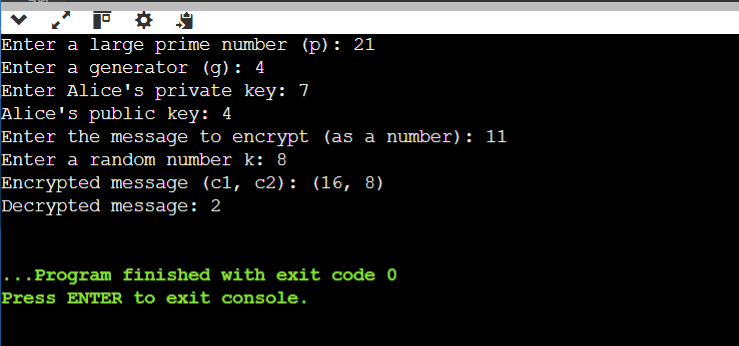 Enter a large prime number (p): 21
Enter a generator (g): 4
Enter Alice's private key: 7
Alice's public key: 4
Enter the message to encrypt (as a number): 11
Enter a random number k: 8
Encrypted message (c1, c2): (16, 8)
Decrypted message: 2
...Program finished with exit code 0
Press ENTER to exit console.